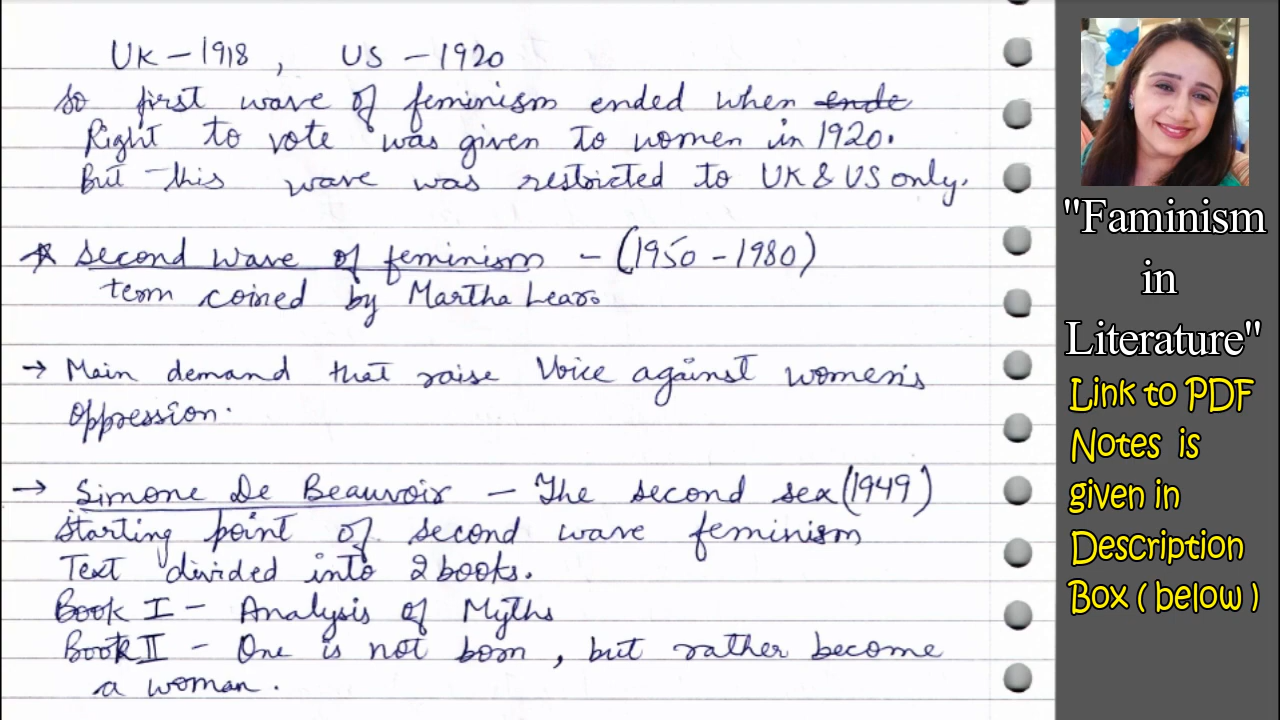 UK – 1918 , US – 1920
So first wave of feminism ended when ende
Right to vote was given to women in 1920.
But this wave was restricted to UK & US only.
Second wave of feminism – (1950 - 1980)
term coined by Martha Lear.
→ Main demand that raise Voice against women's
oppression.
→ Simone De Beauvoir – The second sex (1949)
Starting point of second wave feminism
Text divided into 2 books.
Book I – Analysis of Myths
Book II – One is not born, but rather become
a woman.
"Faminism
in
Literature"
Link to PDF
Notes is
given in
Description
Box ( below )